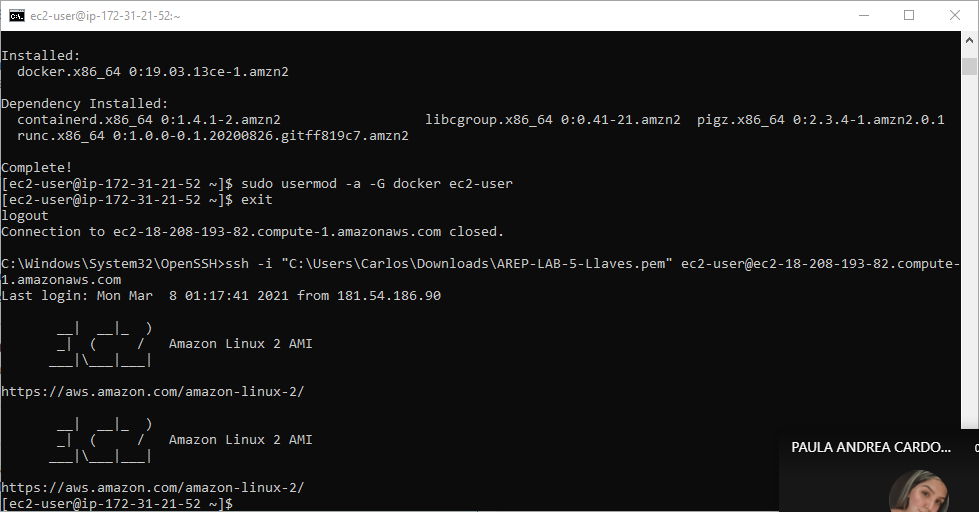 ec2-user@ip-172-31-21-52:~
Installed:
  docker.x86_64 0:19.03.13ce-1.amzn2
Dependency Installed:
  containerd.x86_64 0:1.4.1-2.amzn2                  libcgroup.x86_64 0:0.41-21.amzn2  pigz.x86_64 0:2.3.4-1.amzn2.0.1
  runc.x86_64 0:1.0.0-0.1.20200826.gitff819c7.amzn2
Complete!
[ec2-user@ip-172-31-21-52 ~]$ sudo usermod -a -G docker ec2-user
[ec2-user@ip-172-31-21-52 ~]$ exit
logout
Connection to ec2-18-208-193-82.compute-1.amazonaws.com closed.
C:\Windows\System32\OpenSSH>ssh -i "C:\Users\Carlos\Downloads\AREP-LAB-5-Llaves.pem" ec2-user@ec2-18-208-193-82.compute-
1.amazonaws.com
Last login: Mon Mar  8 01:17:41 2021 from 181.54.186.90
       __|  __|_  )
       _|  (     /   Amazon Linux 2 AMI
      ___|\___|___|
https://aws.amazon.com/amazon-linux-2/
       __|  __|_  )
       _|  (     /   Amazon Linux 2 AMI
      ___|\___|___|
https://aws.amazon.com/amazon-linux-2/
[ec2-user@ip-172-31-21-52 ~]$
PAULA ANDREA CARDO...